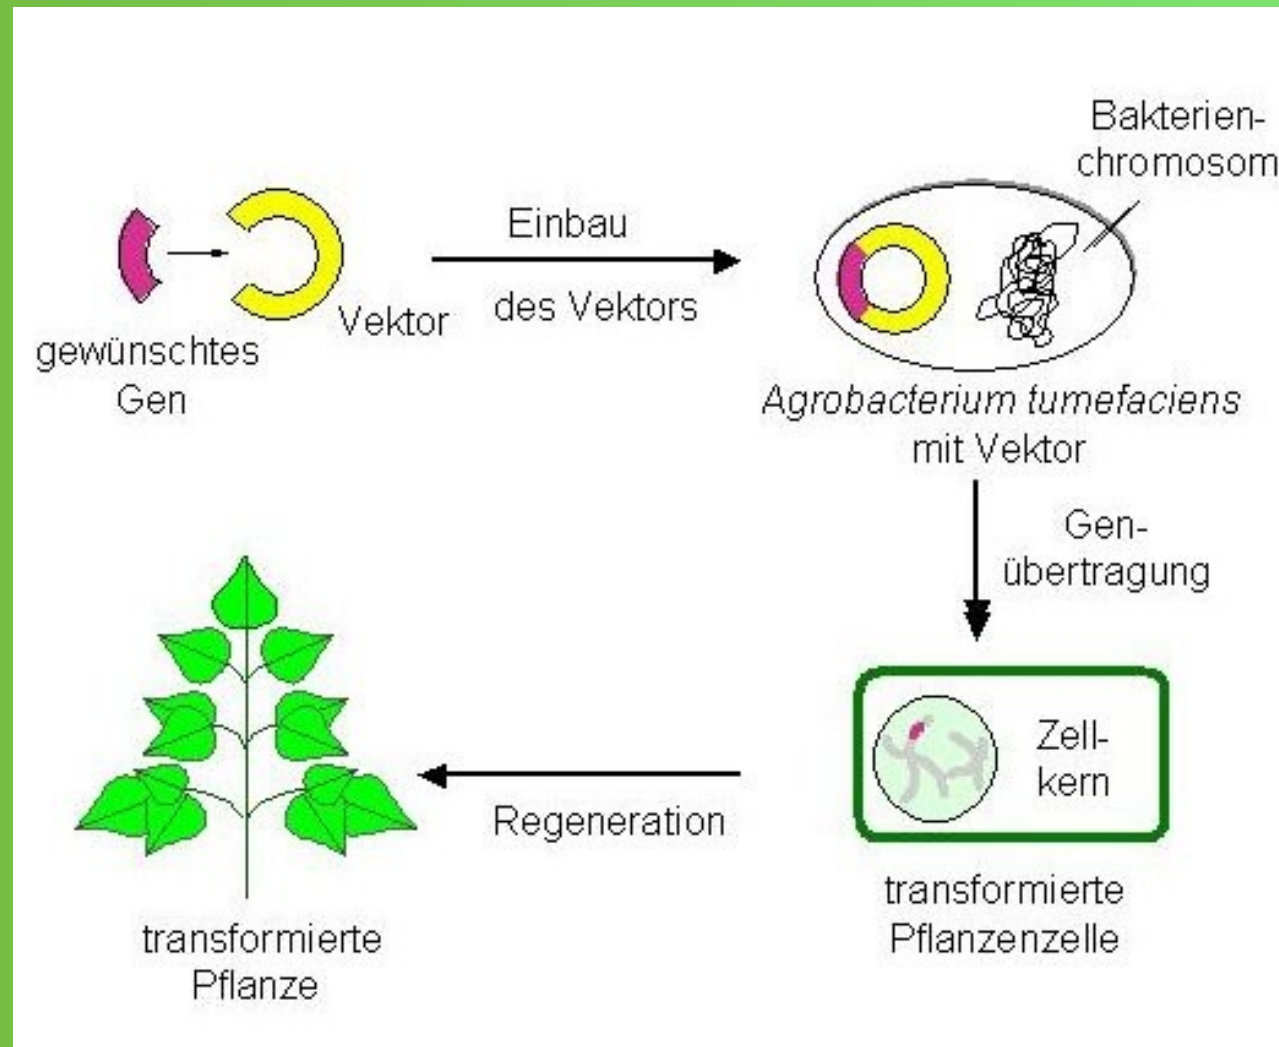 Bakterien-
chromosom
Einbau
des Vektors
Vektor
gewünschtes
Gen
Agrobacterium tumefaciens
mit Vektor
Gen-
übertragung
Zell-
kern
transformierte
Pflanzenzelle
Regeneration
transformierte
Pflanze